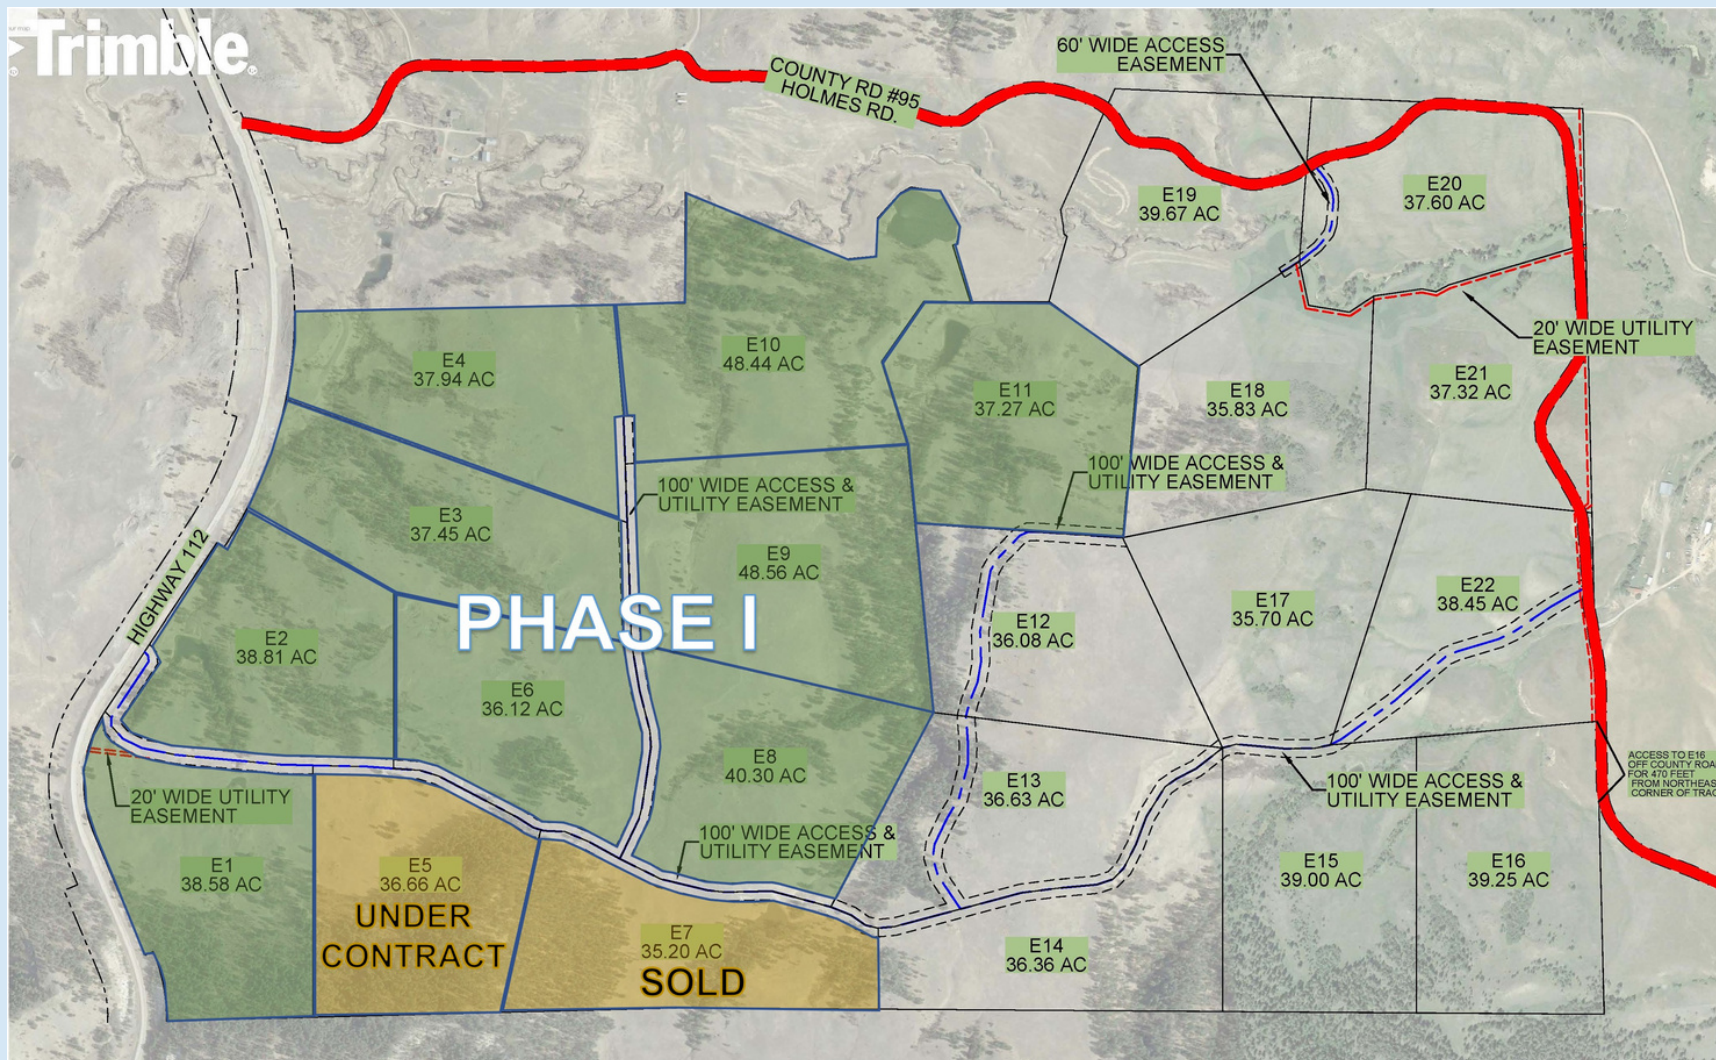 Trimble
60' WIDE ACCESS
EASEMENT
COUNTY RD #95
HOLMES RD.
E19
39.67 AC
E20
37.60 AC
20' WIDE UTILITY
EASEMENT
E4
37.94 AC
E10
48.44 AC
E11
37.27 AC
E18
35.83 AC
E21
37.32 AC
100' WIDE ACCESS &
UTILITY EASEMENT
100' WIDE ACCESS &
UTILITY EASEMENT
E3
37.45 AC
E9
48.56 AC
HIGHWAY 112
PHASE I
E2
38.81 AC
E6
36.12 AC
E12
36.08 AC
E17
35.70 AC
E22
38.45 AC
E8
40.30 AC
E13
36.63 AC
100' WIDE ACCESS &
UTILITY EASEMENT
ACCESS TO E16
OFF COUNTY ROA
FOR 470 FEET
FROM NORTHEAS
CORNER OF TRAC
20' WIDE UTILITY
EASEMENT
100' WIDE ACCESS &
UTILITY EASEMENT
E1
38.58 AC
E5
36.66 AC
UNDER
CONTRACT
E7
35.20 AC
SOLD
E14
36.36 AC
E15
39.00 AC
E16
39.25 AC